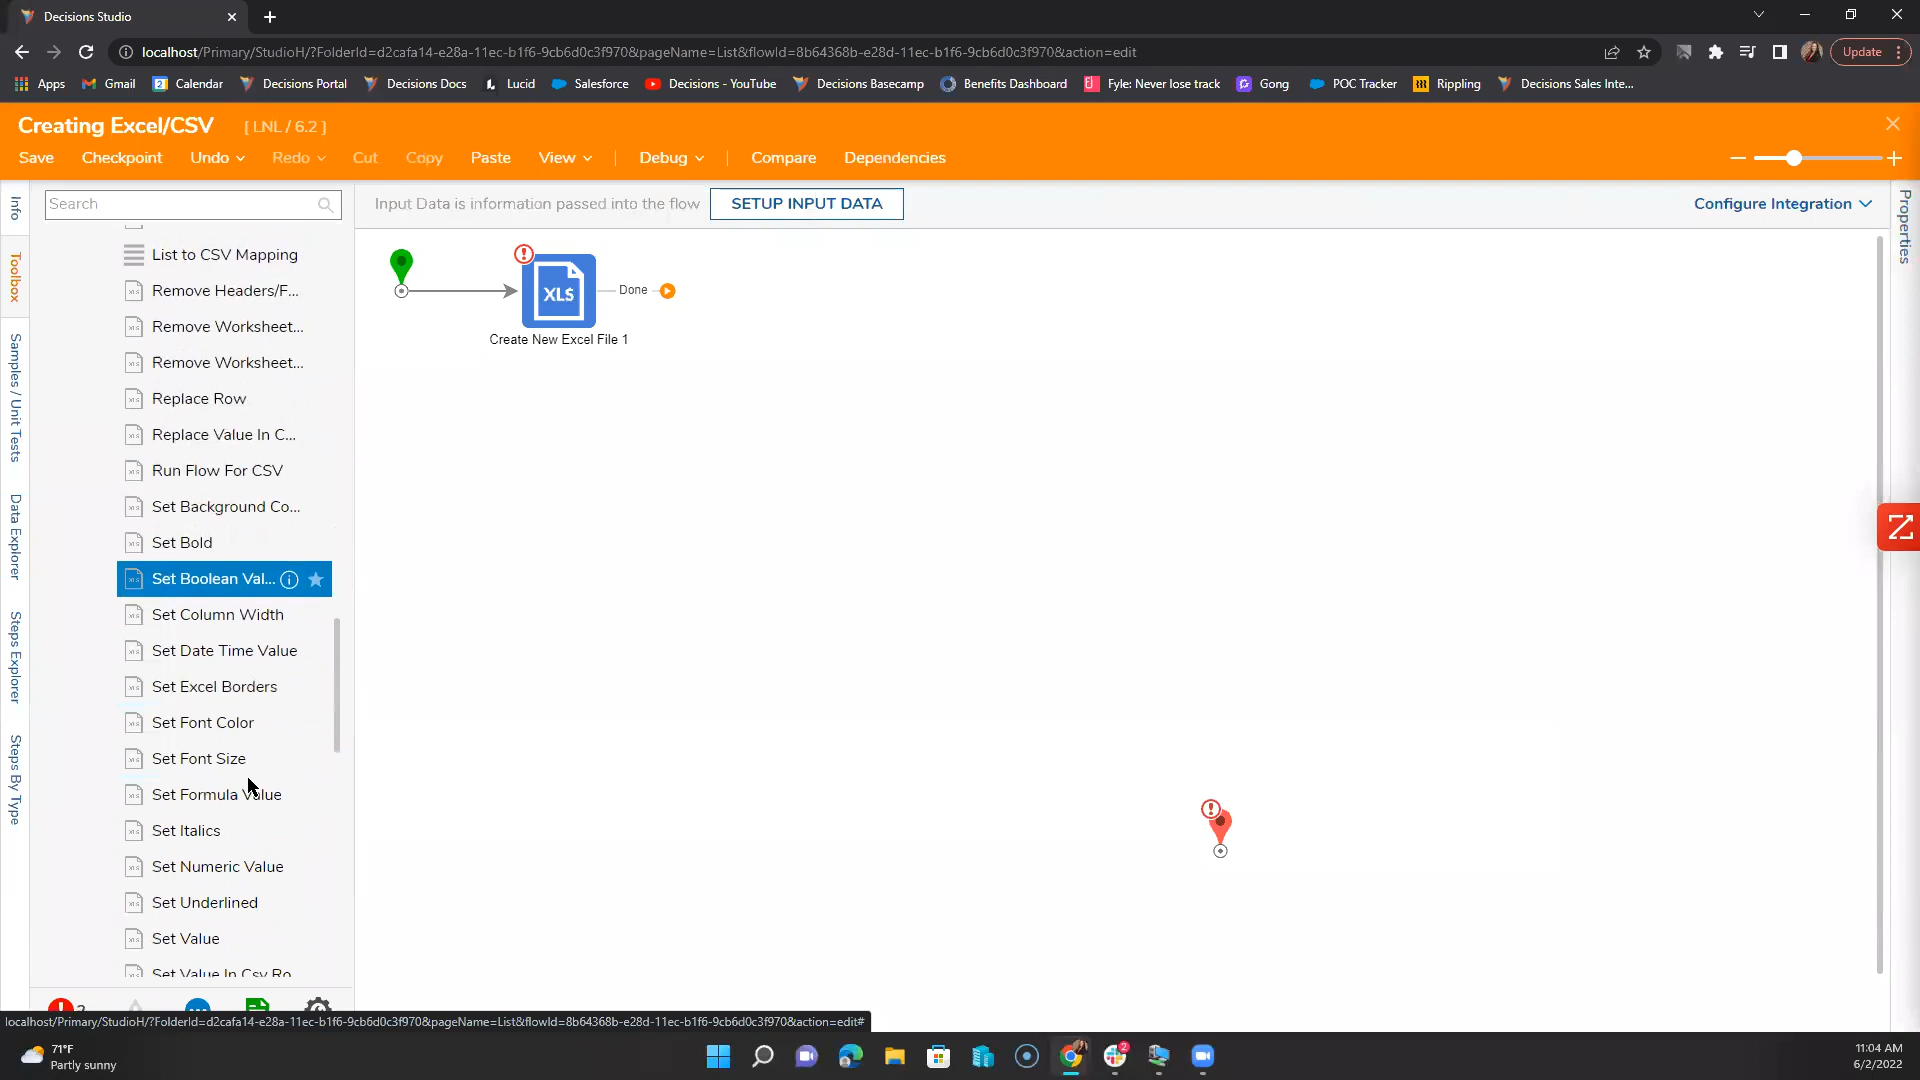 Decisions Studio
localhost/Primary/StudioH/?FolderId=d2cafa14-e28a-11ec-b1f6-9cb6d0c3f970&pageName=List&flowId=8b64368b-e28d-11ec-b1f6-9cb6d0c3f970&action=edit
Update
Apps Gmail Calendar Decisions Portal Decisions Docs Lucid Salesforce Decisions - YouTube Decisions Basecamp Benefits Dashboard Fyle: Never lose track Gong POC Tracker Rippling Decisions Sales Inte...
Creating Excel/CSV [ LNL / 6.2 ]
Save Checkpoint Undo Redo Cut Copy Paste View Debug Compare Dependencies
Info
Toolbox
Samples / Unit Tests
Data Explorer
Steps Explorer
Steps By Type
Search
Input Data is information passed into the flow SETUP INPUT DATA Configure Integration
Properties
List to CSV Mapping
Remove Headers/F...
Remove Worksheet...
Remove Worksheet...
Replace Row
Replace Value In C...
Run Flow For CSV
Set Background Co...
Set Bold
Set Boolean Val...
Set Column Width
Set Date Time Value
Set Excel Borders
Set Font Color
Set Font Size
Set Formula Value
Set Italics
Set Numeric Value
Set Underlined
Set Value
Set Value In Csv Ro
XLS
Done
Create New Excel File 1
localhost/Primary/StudioH/?FolderId=d2cafa14-e28a-11ec-b1f6-9cb6d0c3f970&pageName=List&flowId=8b64368b-e28d-11ec-b1f6-9cb6d0c3f970&action=edit#
71°F
Partly sunny
2
11:04 AM
6/2/2022